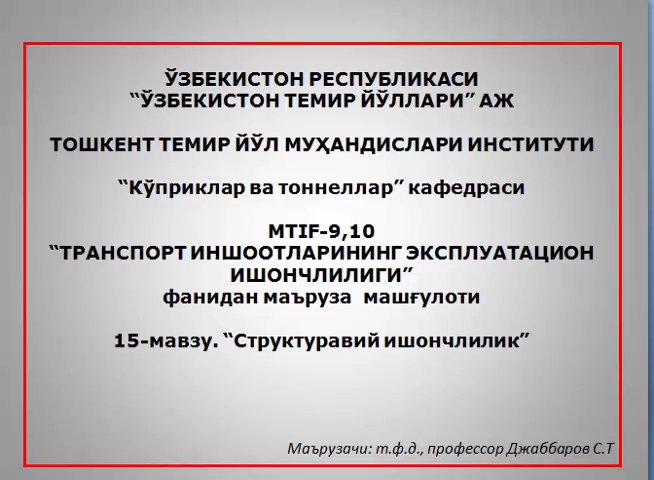 ЎЗБЕКИСТОН РЕСПУБЛИКАСИ
“ЎЗБЕКИСТОН ТЕМИР ЙЎЛЛАРИ” АЖ
ТОШКЕНТ ТЕМИР ЙЎЛ МУҲАНДИСЛАРИ ИНСТИТУТИ
“Кўприклар ва тоннеллар” кафедраси
MTIF-9,10
“ТРАНСПОРТ ИНШООТЛАРИНИНГ ЭКСПЛУАТАЦИОН
ИШОНЧЛИЛИГИ”
фанидан маъруза машғулоти
15-мавзу. “Структуравий ишончлилик”
Маърузачи: т.ф.д., профессор Джаббаров С.Т